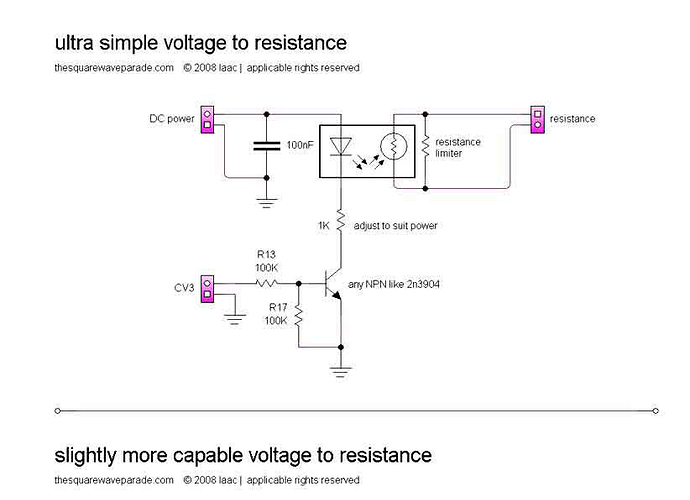 ultra simple voltage to resistance
thesquarewaveparade.com © 2008 laac | applicable rights reserved
DC power
100nF
resistance
limiter
resistance
1K adjust to suit power
R13
100K
CV3
any NPN like 2n3904
R17
100K
slightly more capable voltage to resistance
thesquarewaveparade.com © 2008 laac | applicable rights reserved